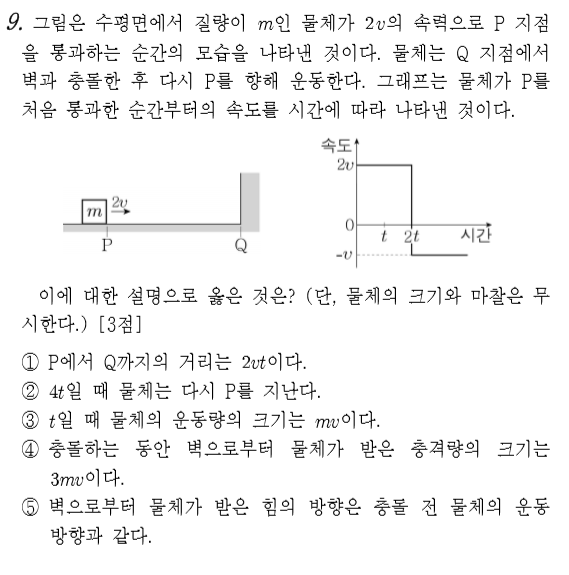 9. 그림은 수평면에서 질량이 m인 물체가 2v의 속력으로 P 지점
을 통과하는 순간의 모습을 나타낸 것이다. 물체는 Q 지점에서
벽과 충돌한 후 다시 P를 향해 운동한다. 그래프는 물체가 P를
처음 통과한 순간부터의 속도를 시간에 따라 나타낸 것이다.
m 2v
P Q
속도
2v
0
t 2t 시간
-v
이에 대한 설명으로 옳은 것은? (단, 물체의 크기와 마찰은 무
시한다.) [3점]
① P에서 Q까지의 거리는 2vt이다.
② 4t일 때 물체는 다시 P를 지난다.
③ t일 때 물체의 운동량의 크기는 mv이다.
④ 충돌하는 동안 벽으로부터 물체가 받은 충격량의 크기는
3mv이다.
⑤ 벽으로부터 물체가 받은 힘의 방향은 충돌 전 물체의 운동
방향과 같다.